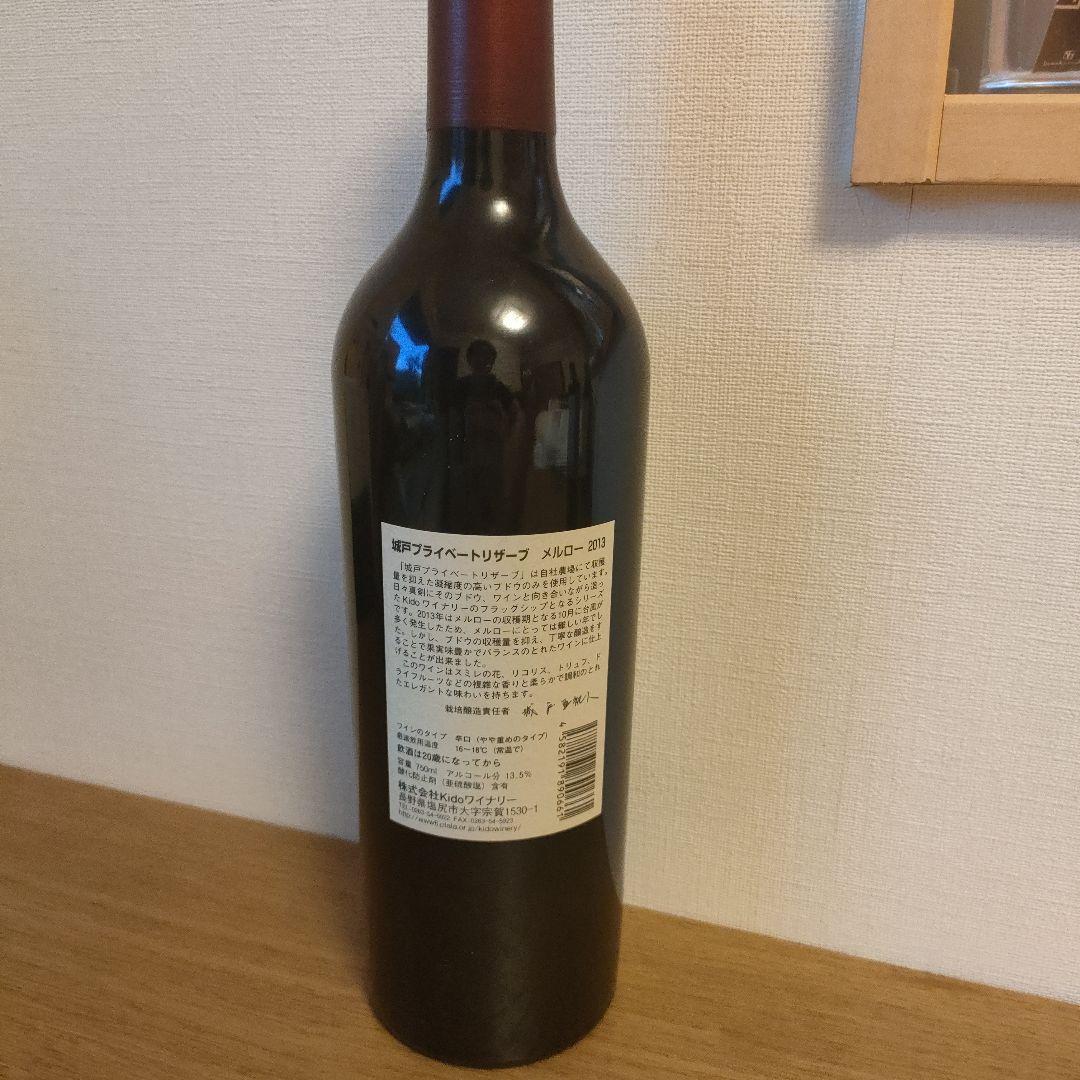 城戸プライベートリザーブ メルロー 2013
「城戸プライベートリザーブ」は自社農場にて収穫
量を抑えた凝縮度の高いブドウのみを使用しています。
日々真剣にそのブドウ、ワインと向き合いながら造っ
たKidoワイナリーのフラッグシップとなるシリーズ
です。2013年はメルローの収穫期となる10月に台風が
多く発生したため、メルローにとっては難しい年でし
た。しかし、ブドウの収穫量を抑え、丁寧な醸造をす
ることで果実味豊かでバランスのとれたワインに仕上
げることが出来ました。
このワインはスミレの花、リコリス、トリュフ、ド
ライフルーツなどの複雑な香りと柔らかで調和のとれ
たエレガントな味わいを持ちます。
栽培醸造責任者 城戸亜紀人
ワインのタイプ 辛口（やや重めのタイプ）
最適飲用温度 16〜18℃（常温で）
飲酒は20歳になってから
容量 750ml アルコール分 13.5%
酸化防止剤（亜硫酸塩）含有
株式会社Kidoワイナリー
長野県塩尻市大字宗賀1530-1
TEL-0263-54-5922 FAX-0263-54-5923
4582191890661